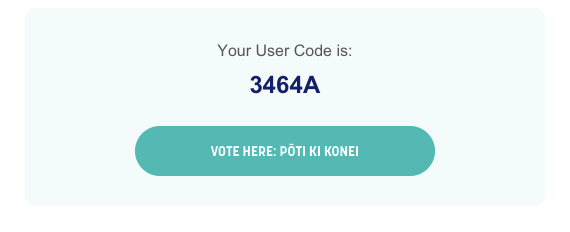 Your User Code is:
3464A
VOTE HERE: PŌTI KI KONEI